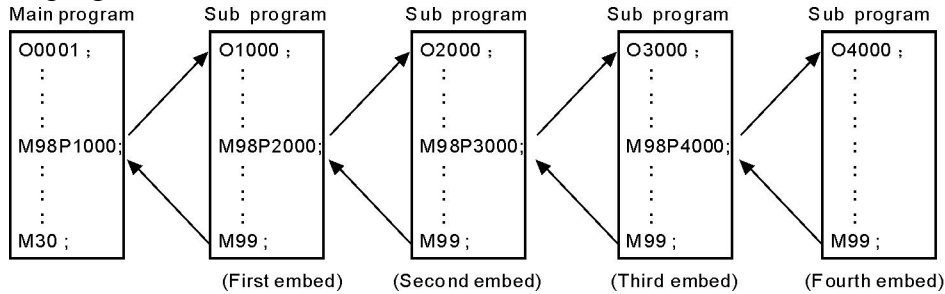 Main program
O0001 ;
:
:
:
M98P1000;
:
:
:
M30 ;
Sub program
O1000 ;
:
:
:
M98P2000;
:
:
:
M99 ;
(First embed)
Sub program
O2000 ;
:
:
:
M98P3000;
:
:
:
M99 ;
(Second embed)
Sub program
O3000 ;
:
:
:
M98P4000;
:
:
:
M99 ;
(Third embed)
Sub program
O4000 ;
:
:
:
:
:
:
M99 ;
(Fourth embed)